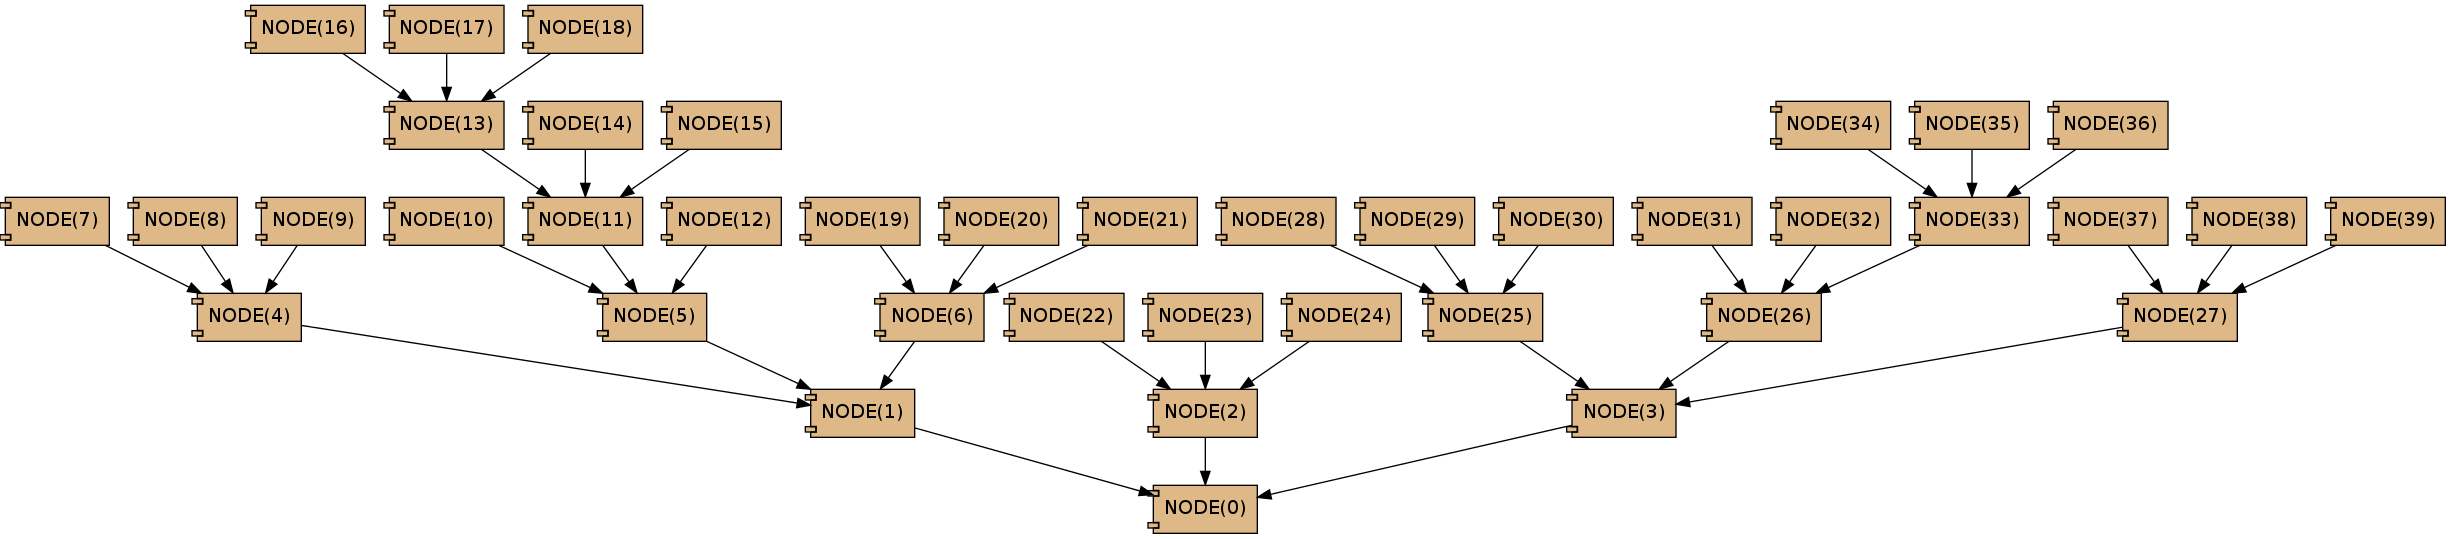 NODE(16) NODE(17) NODE(18)
NODE(13) NODE(14) NODE(15) NODE(34) NODE(35) NODE(36)
NODE(7) NODE(8) NODE(9) NODE(10) NODE(11) NODE(12) NODE(19) NODE(20) NODE(21) NODE(28) NODE(29) NODE(30) NODE(31) NODE(32) NODE(33) NODE(37) NODE(38) NODE(39)
NODE(4) NODE(5) NODE(6) NODE(22) NODE(23) NODE(24) NODE(25) NODE(26) NODE(27)
NODE(1) NODE(2) NODE(3)
NODE(0)